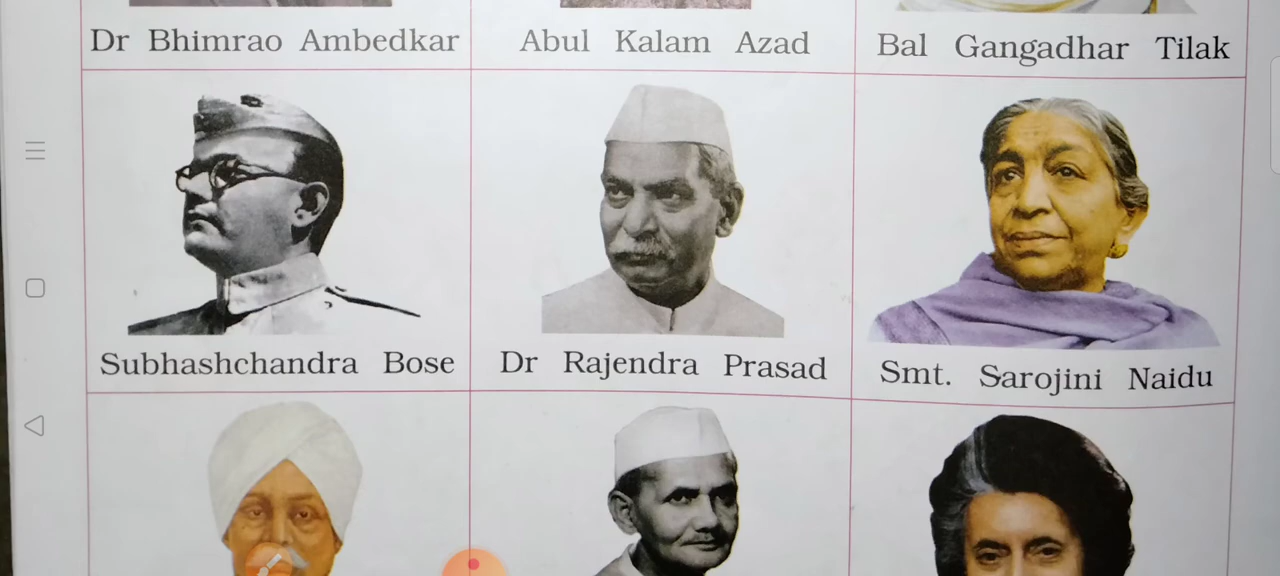 Dr Bhimrao Ambedkar
Abul Kalam Azad
Bal Gangadhar Tilak
Subhashchandra Bose
Dr Rajendra Prasad
Smt. Sarojini Naidu